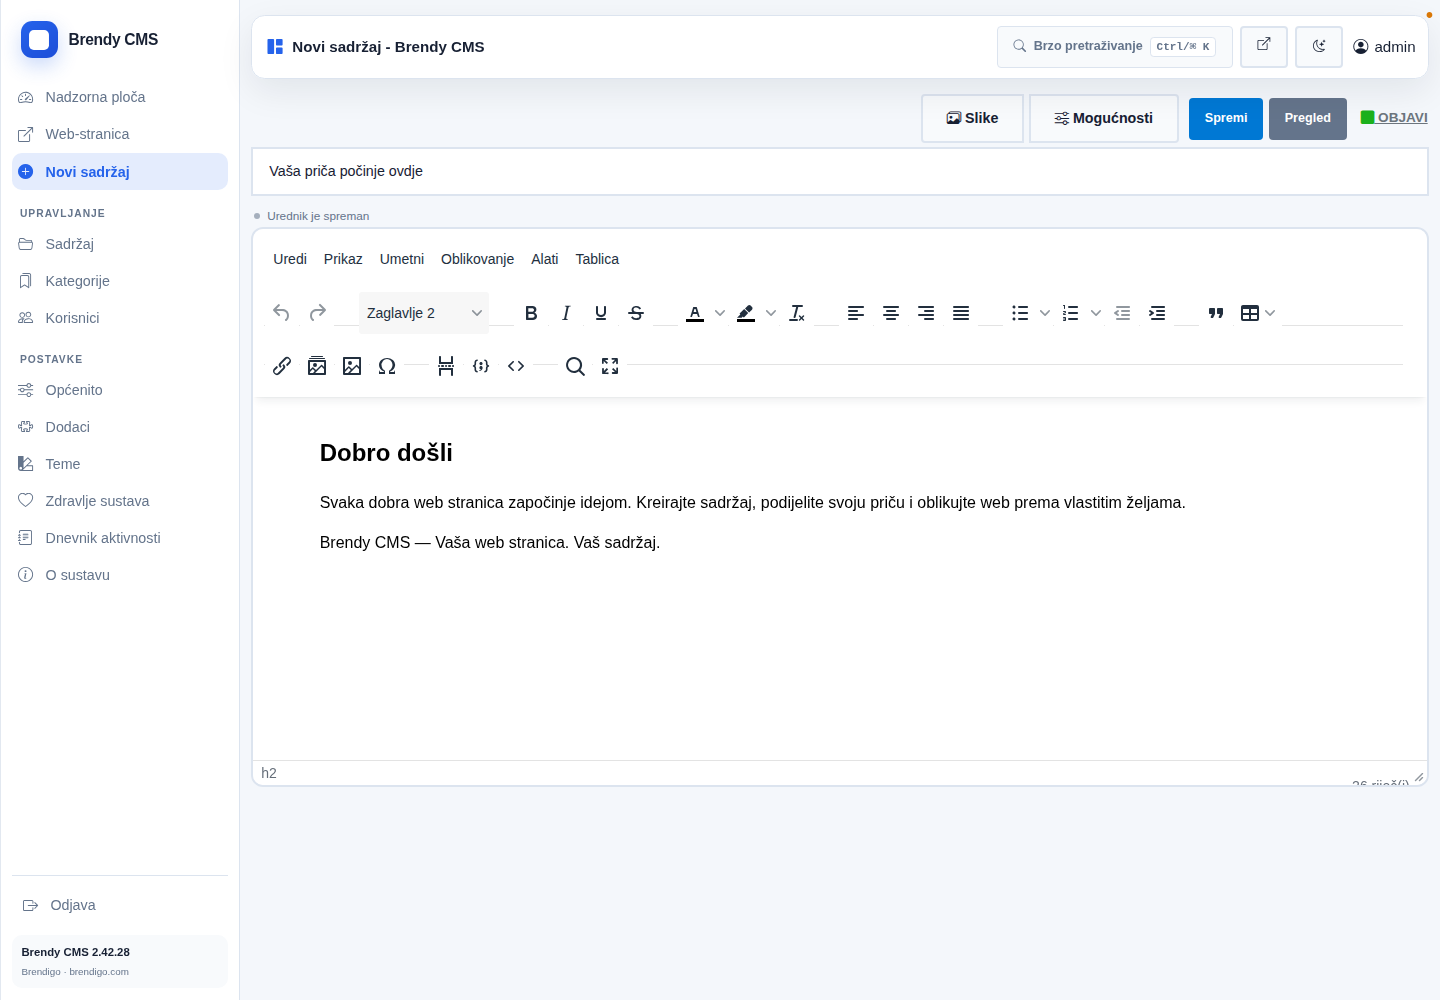 Brendy CMS
Nadzorna ploča
Web-stranica
Novi sadržaj
UPRAVLJANJE
Sadržaj
Kategorije
Korisnici
POSTAVKE
Općenito
Dodaci
Teme
Zdravlje sustava
Dnevnik aktivnosti
O sustavu
Odjava
Brendy CMS 2.42.28
Brendigo · brendigo.com
Novi sadržaj - Brendy CMS
Brzo pretraživanje Ctrl/⌘ K
admin
Slike Mogućnosti Spremi Pregled OBJAVI
Vaša priča počinje ovdje
Urednik je spreman
Uredi Prikaz Umetni Oblikovanje Alati Tablica
Zaglavlje 2
Dobro došli
Svaka dobra web stranica započinje idejom. Kreirajte sadržaj, podijelite svoju priču i oblikujte web prema vlastitim željama.
Brendy CMS — Vaša web stranica. Vaš sadržaj.
h2